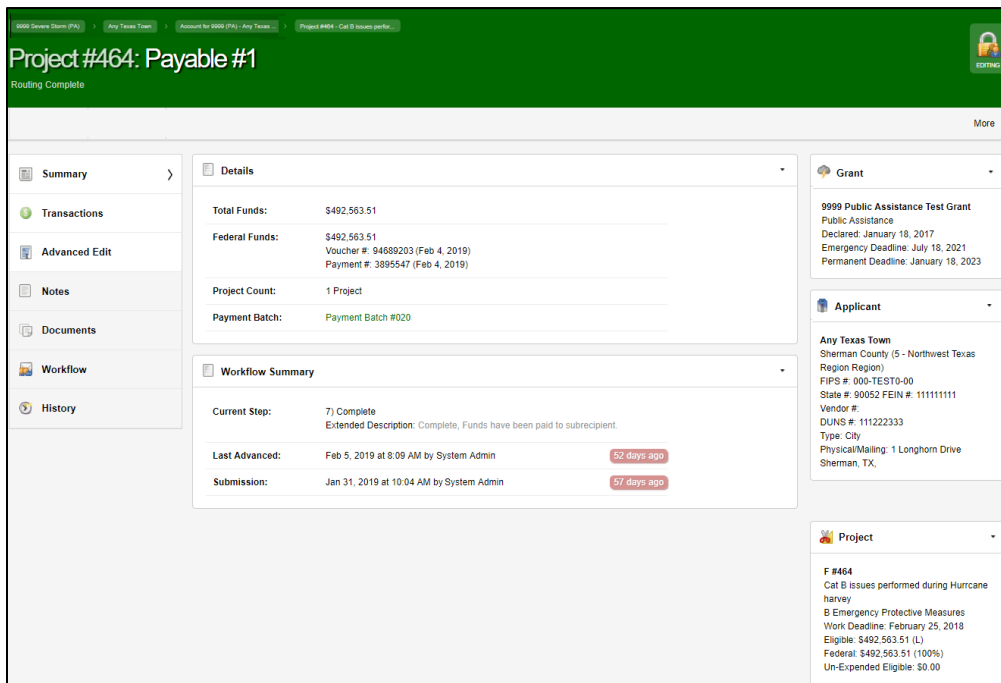 9999 Severe Storm (PA)
Any Texas Town
Account for 9999 (PA) - Any Texas ...
Project #464 - Cat B issues perfor...
Project #464: Payable #1
Routing Complete
EDITING
More
Summary
Transactions
Advanced Edit
Notes
Documents
Workflow
History
Details
Total Funds: $492,563.51
Federal Funds: $492,563.51
Voucher #: 94689203 (Feb 4, 2019)
Payment #: 3895547 (Feb 4, 2019)
Project Count: 1 Project
Payment Batch: Payment Batch #020
Workflow Summary
Current Step: 7) Complete
Extended Description: Complete, Funds have been paid to subrecipient.
Last Advanced: Feb 5, 2019 at 8:09 AM by System Admin 52 days ago
Submission: Jan 31, 2019 at 10:04 AM by System Admin 57 days ago
Grant
9999 Public Assistance Test Grant
Public Assistance
Declared: January 18, 2017
Emergency Deadline: July 18, 2021
Permanent Deadline: January 18, 2023
Applicant
Any Texas Town
Sherman County (5 - Northwest Texas
Region Region)
FIPS #: 000-TEST0-00
State #: 90052 FEIN #: 111111111
Vendor #:
DUNS #: 111222333
Type: City
Physical/Mailing: 1 Longhorn Drive
Sherman, TX,
Project
F #464
Cat B issues performed during Hurrcane
harvey
B Emergency Protective Measures
Work Deadline: February 25, 2018
Eligible: $492,563.51 (L)
Federal: $492,563.51 (100%)
Un-Expended Eligible: $0.00